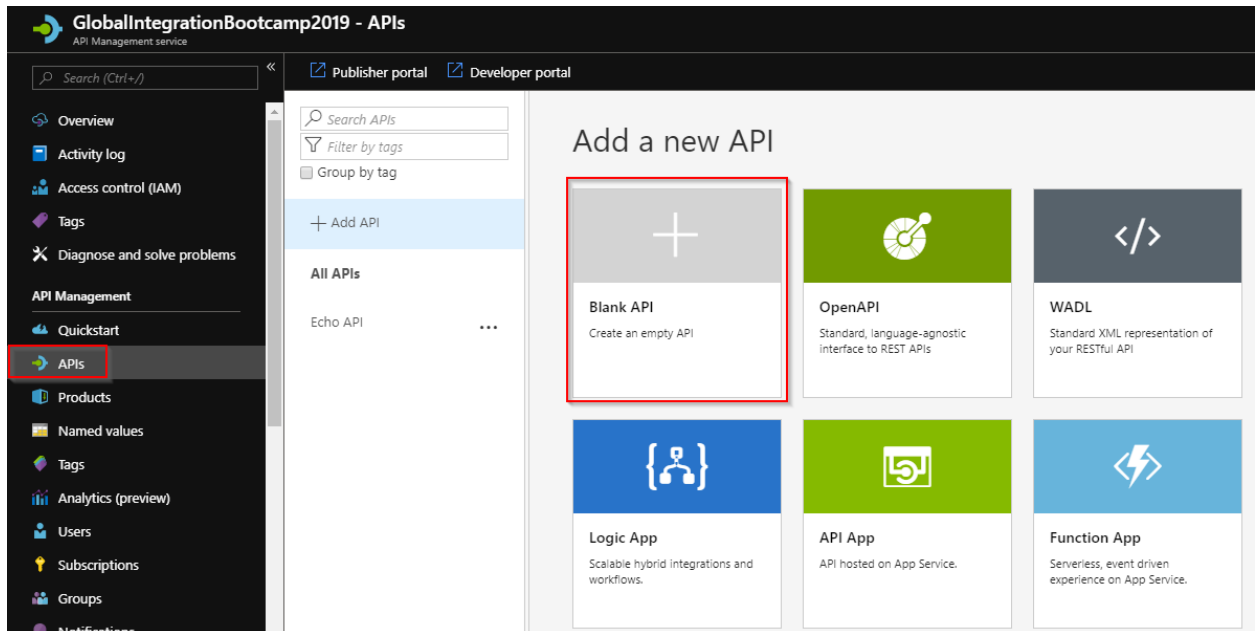 GlobalIntegrationBootcamp2019 - APIs
API Management service
Search (Ctrl+/)
«
Overview
Activity log
Access control (IAM)
Tags
Diagnose and solve problems
API Management
Quickstart
APIs
Products
Named values
Tags
Analytics (preview)
Users
Subscriptions
Groups
Notifications
Publisher portal
Developer portal
Search APIs
Filter by tags
Group by tag
+ Add API
All APIs
Echo API
...
Add a new API
Blank API
Create an empty API
OpenAPI
Standard, language-agnostic
interface to REST APIs
</>
WADL
Standard XML representation of
your RESTful API
Logic App
Scalable hybrid integrations and
workflows.
API App
API hosted on App Service.
Function App
Serverless, event driven
experience on App Service.